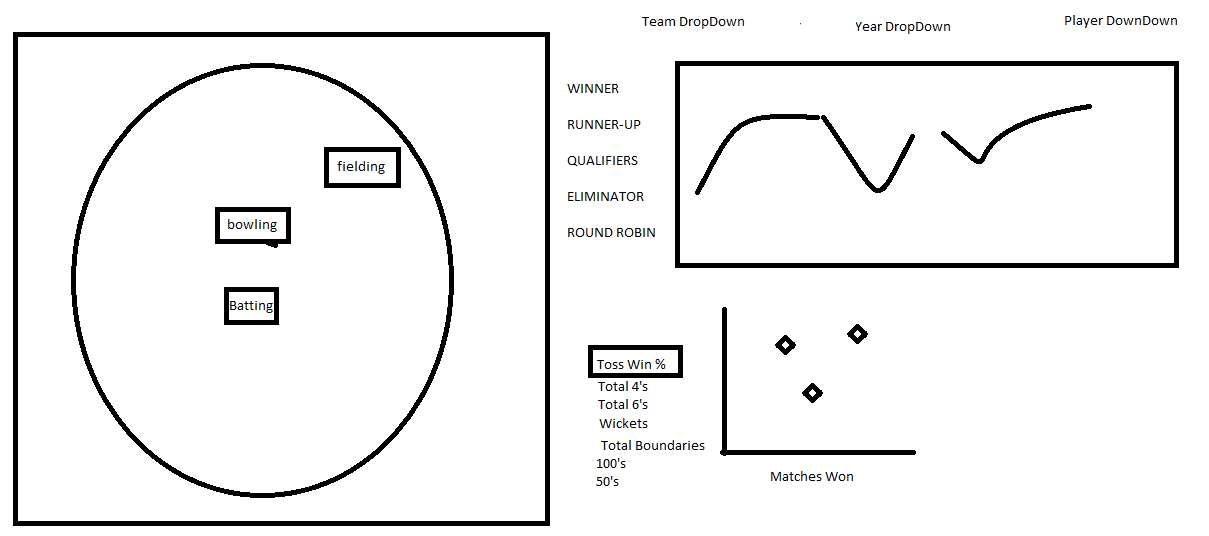 Team DropDown
Year DropDown
Player DownDown
WINNER
RUNNER-UP
QUALIFIERS
ELIMINATOR
ROUND ROBIN
fielding
bowling
Batting
Toss Win %
Total 4's
Total 6's
Wickets
Total Boundaries
100's
50's
Matches Won